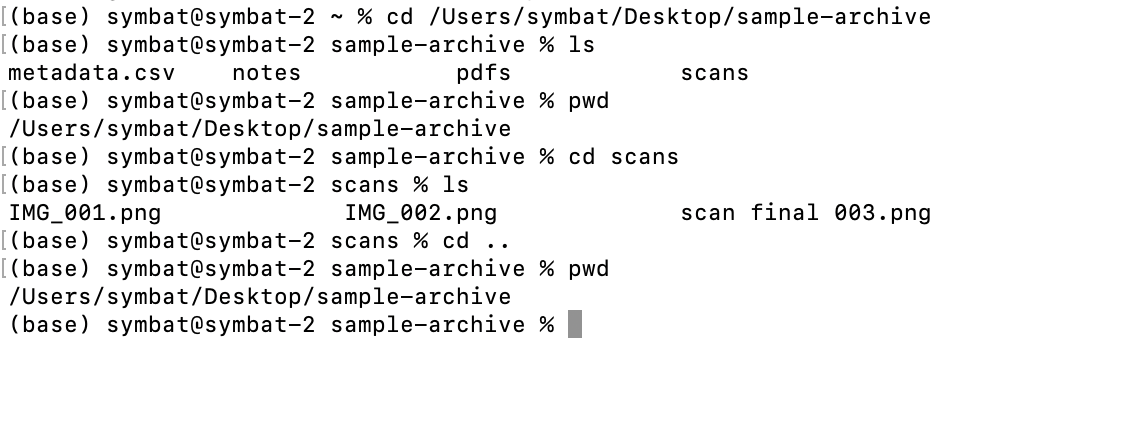 [(base) symbat@symbat-2 ~ % cd /Users/symbat/Desktop/sample-archive
[(base) symbat@symbat-2 sample-archive % ls
metadata.csv    notes           pdfs            scans
[(base) symbat@symbat-2 sample-archive % pwd
/Users/symbat/Desktop/sample-archive
[(base) symbat@symbat-2 sample-archive % cd scans
[(base) symbat@symbat-2 scans % ls
IMG_001.png             IMG_002.png             scan final 003.png
[(base) symbat@symbat-2 scans % cd ..
[(base) symbat@symbat-2 sample-archive % pwd
/Users/symbat/Desktop/sample-archive
(base) symbat@symbat-2 sample-archive %